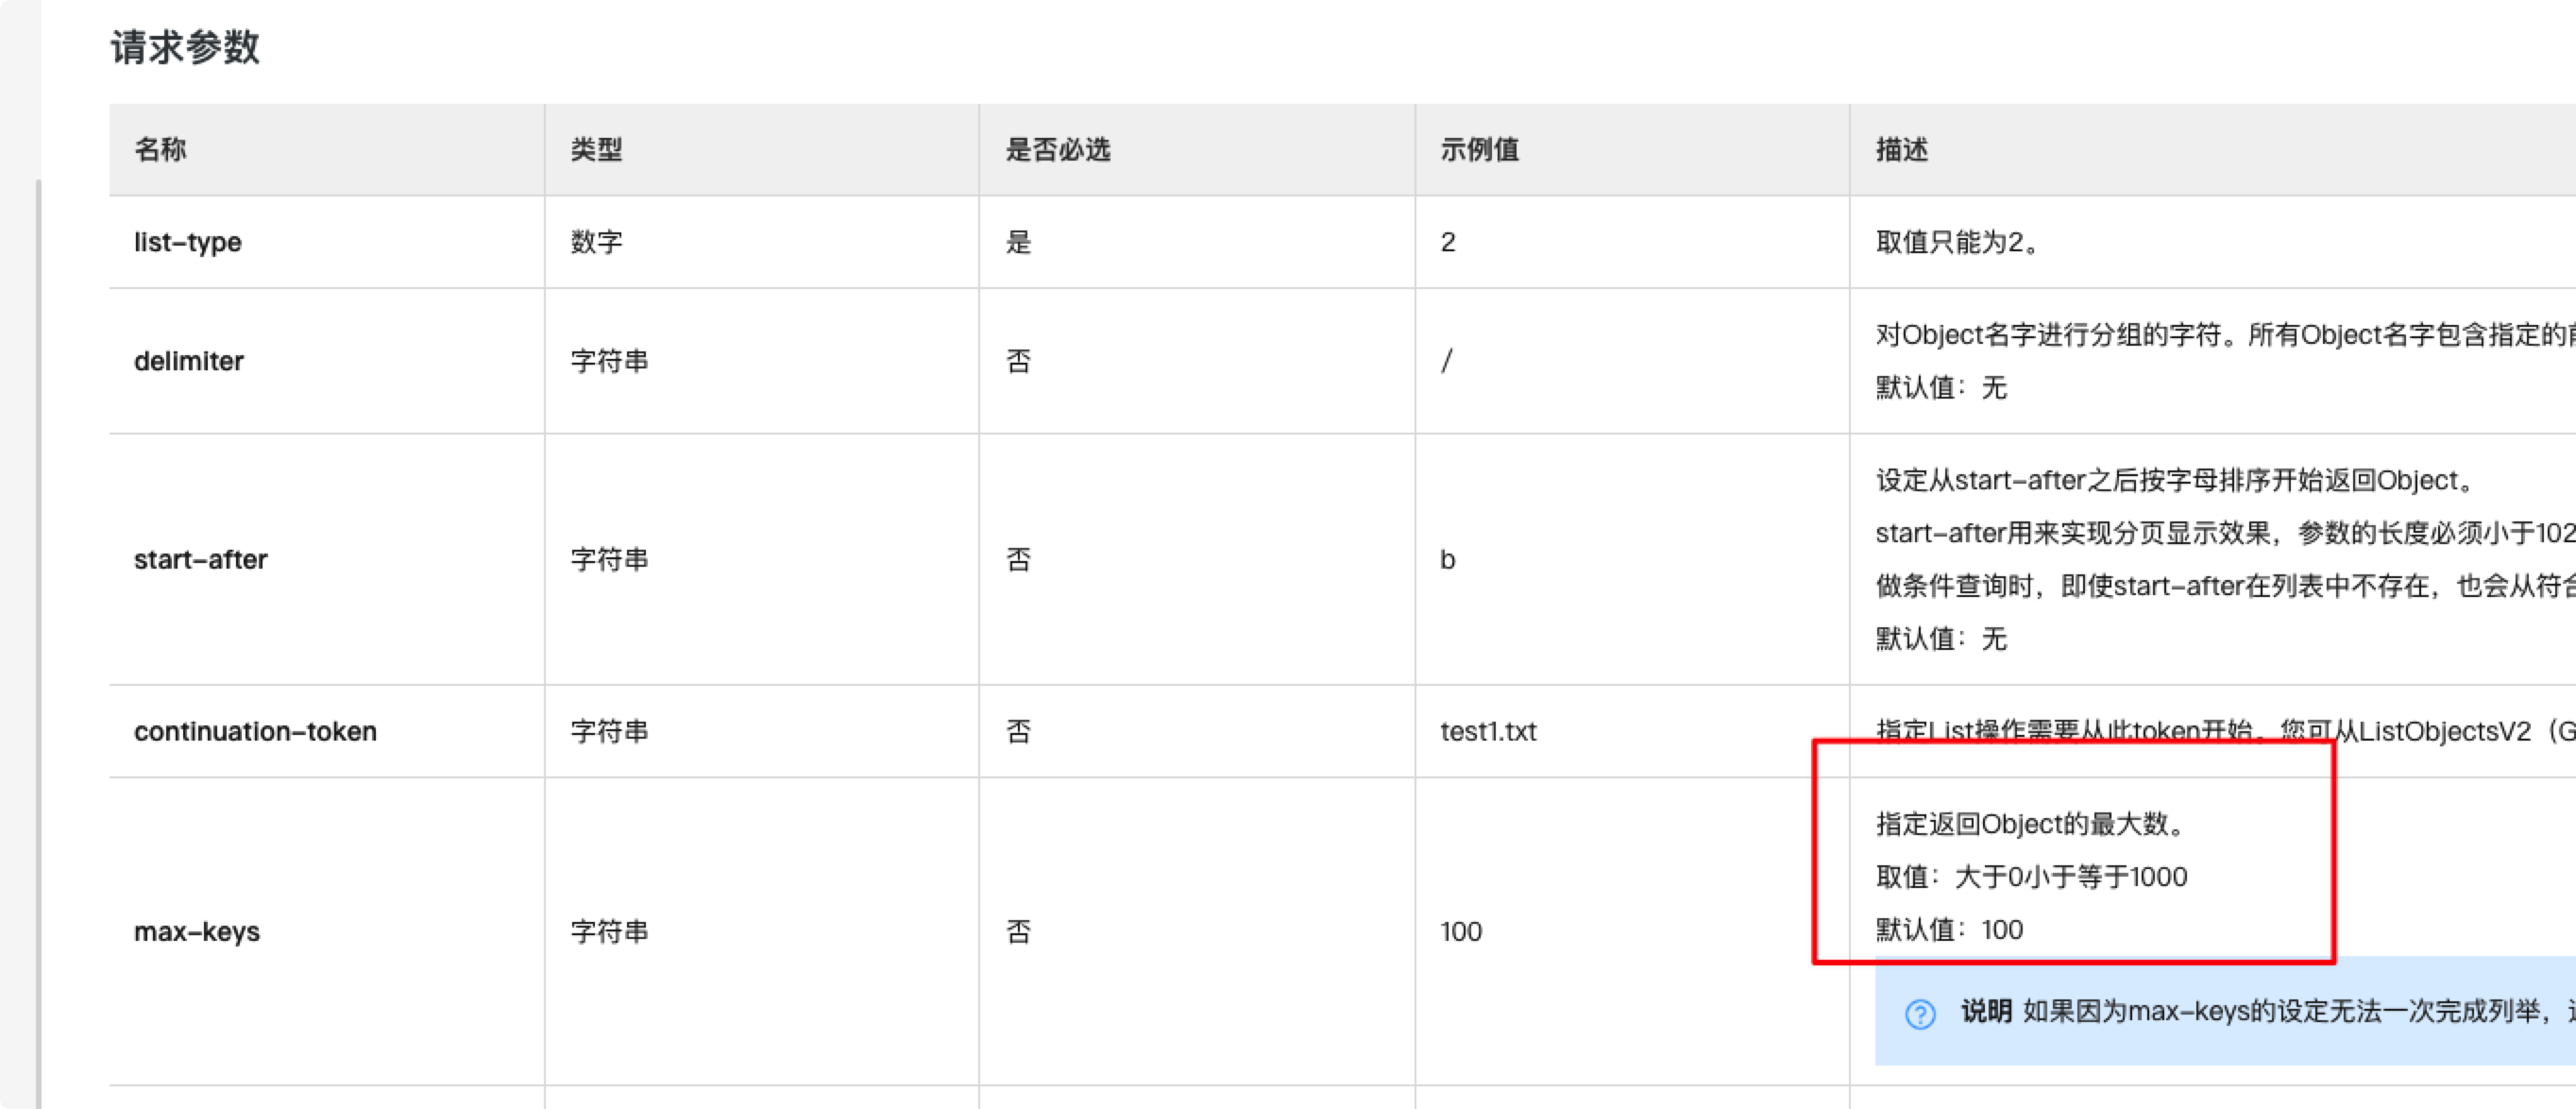 请求参数
名称 类型 是否必选 示例值 描述
list-type 数字 是 2 取值只能为2。
delimiter 字符串 否 / 对Object名字进行分组的字符。所有Object名字包含指定的
默认值：无
start-after 字符串 否 b 设定从start-after之后按字母排序开始返回Object。
start-after用来实现分页显示效果，参数的长度必须小于102
做条件查询时，即使start-after在列表中不存在，也会从符合
默认值：无
continuation-token 字符串 否 test1.txt 指定List操作需要从此token开始。您可从ListObjectsV2（G
max-keys 字符串 否 100 指定返回Object的最大数。
取值：大于0小于等于1000
默认值：100
说明 如果因为max-keys的设定无法一次完成列举，